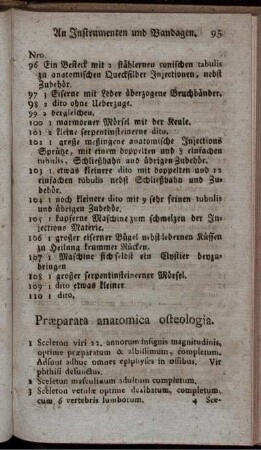 An Instrumenten und Bandagen. 95
Nro.
96 Ein Besteck mit 2 stählernen conischen tabulis
zu anatomischen Quecksilber Injectionen, nebst
Zubehör.
97 3 Eiserne mit Leder überzogene Bruchbänder.
98 2 dito ohne Ueberzuge.
99 2 dergleichen.
100 1 marmorner Mörsel mit der Keule.
101 2 kleine serpentinsteinerne dito.
102 1 große meßingene anatomische Injections
Sprütze, mit einem doppelten und 5 einfachen
tubulis, Schließhahn und übrigen Zubehör.
103 1 etwas kleinere dito mit doppelten und 12
einfachen tubulis nebst Schließhahn und Zu-
behör.
104 1 noch kleinere dito mit 9 sehr feinen tubulis
und übrigen Zubehör.
105 1 kupferne Maschine zum schmelzen der In-
jections Materie.
106 1 großer eiserner Bügel nebst ledernen Küssen
zu Heilung krummer Rücken.
107 1 Maschine sich selbst ein Clystier beyzu-
bringen
108 1 großer serpentinsteinerner Mörsel.
109 1 dito etwas kleiner.
110 1 dito.
Præparata anatomica osteologia.
1 Sceleton viri 22. annorum insignis magnitudinis,
optime præparatum & albissimum, completum.
Adsunt adhuc omnes epiphyses in ossibus. Vir
phthisi defunctus.
2 Sceleton masculinum adultum completum.
3 Sceleton vetulæ optime dealbatum, completum,
cum 6 vertebris lumborum.
4 Sce-